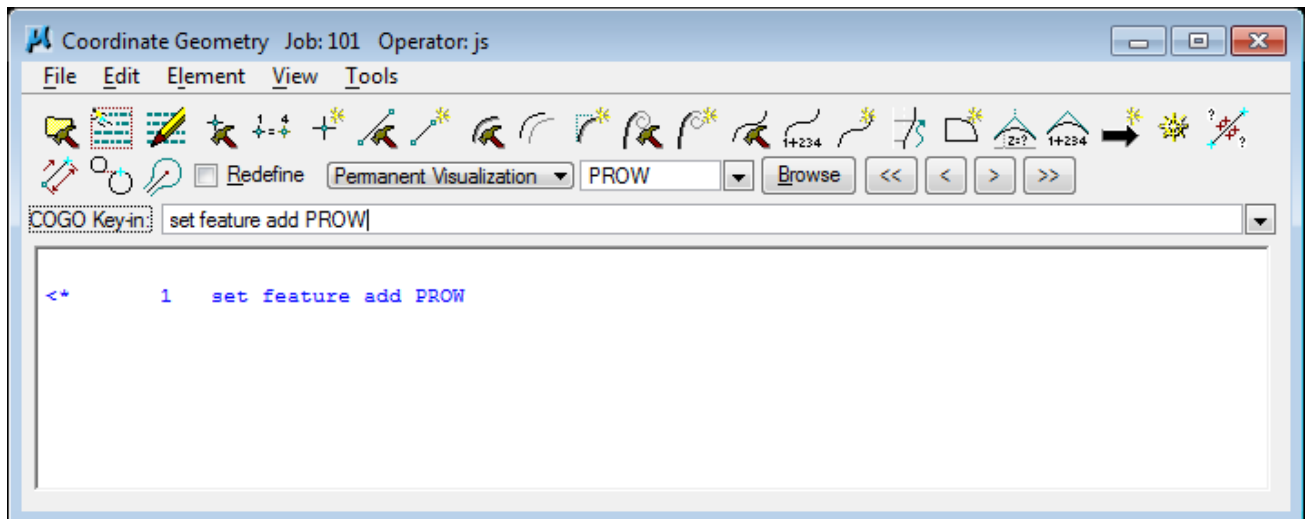 Coordinate Geometry Job: 101 Operator: js
File Edit Element View Tools
1 4 z=? 1+234 1+234 ? ?
Redefine Permanent Visualization PROW Browse << < > >>
COGO Key-in: set feature add PROW
<* 1 set feature add PROW